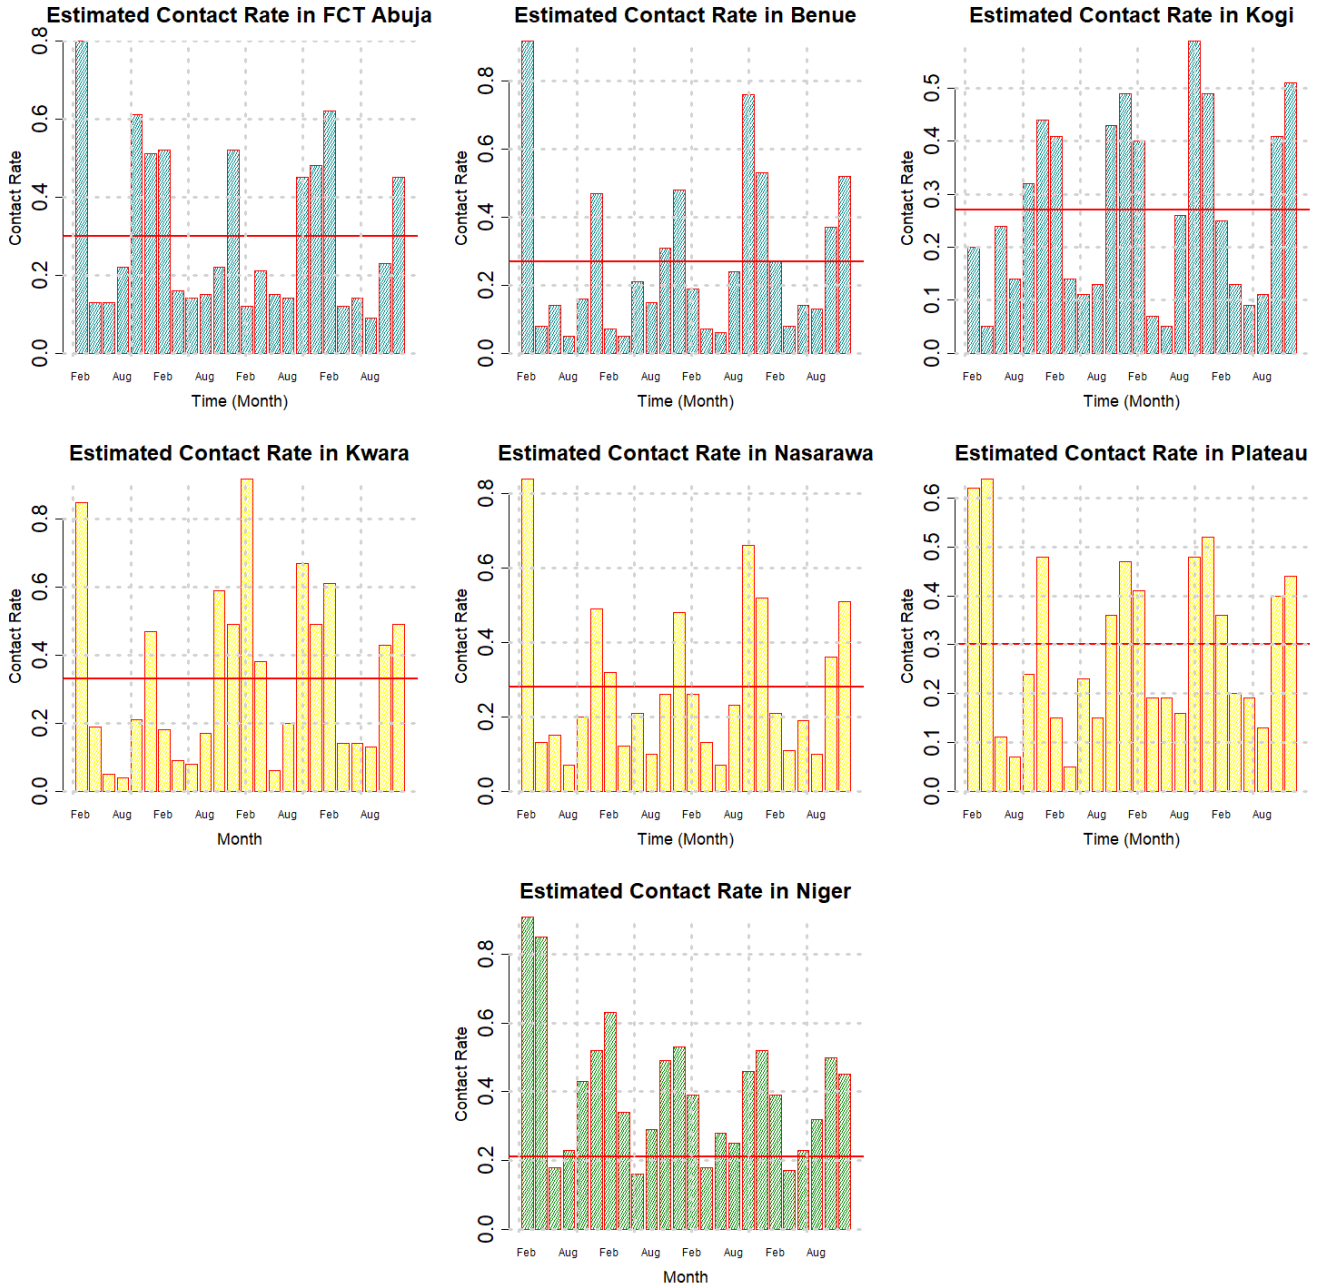 Estimated Contact Rate in FCT Abuja
Contact Rate
0.0 0.2 0.4 0.6 0.8
Feb Aug Feb Aug Feb Aug Feb Aug
Time (Month)
Estimated Contact Rate in Benue
Contact Rate
0.0 0.2 0.4 0.6 0.8
Feb Aug Feb Aug Feb Aug Feb Aug
Time (Month)
Estimated Contact Rate in Kogi
Contact Rate
0.0 0.1 0.2 0.3 0.4 0.5
Feb Aug Feb Aug Feb Aug Feb Aug
Time (Month)
Estimated Contact Rate in Kwara
Contact Rate
0.0 0.2 0.4 0.6 0.8
Feb Aug Feb Aug Feb Aug Feb Aug
Month
Estimated Contact Rate in Nasarawa
Contact Rate
0.0 0.2 0.4 0.6 0.8
Feb Aug Feb Aug Feb Aug Feb Aug
Time (Month)
Estimated Contact Rate in Plateau
Contact Rate
0.0 0.1 0.2 0.3 0.4 0.5 0.6
Feb Aug Feb Aug Feb Aug Feb Aug
Time (Month)
Estimated Contact Rate in Niger
Contact Rate
0.0 0.2 0.4 0.6 0.8
Feb Aug Feb Aug Feb Aug Feb Aug
Month